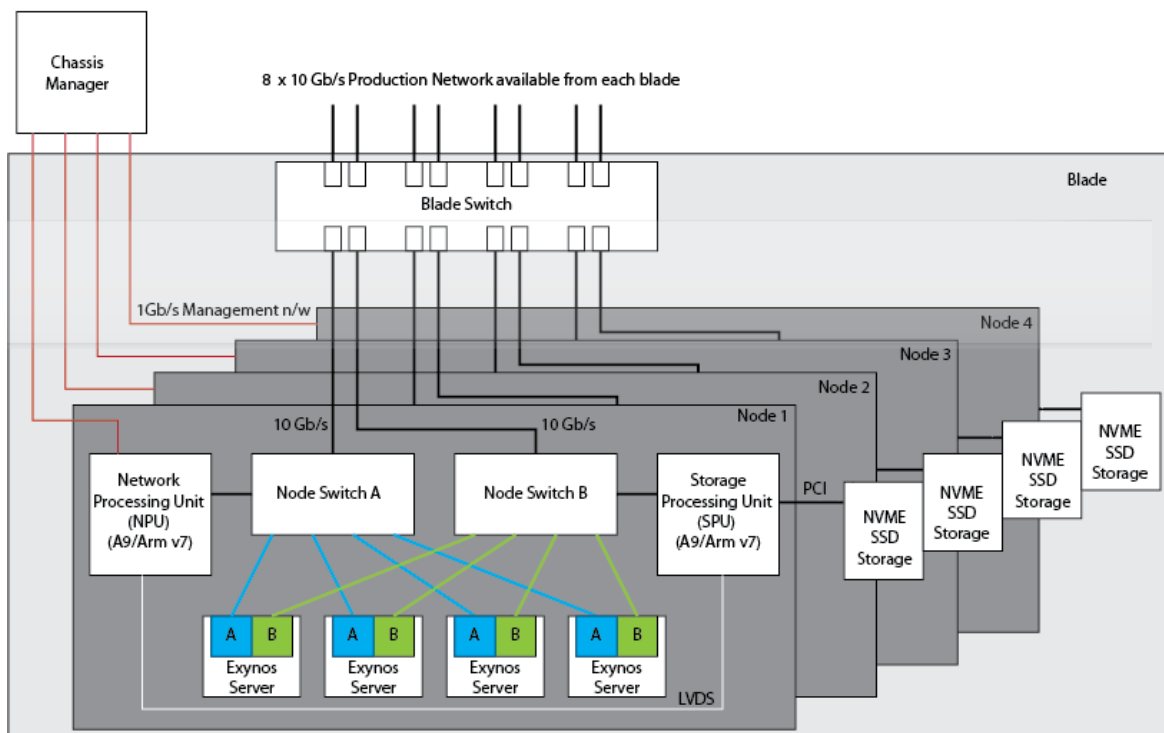 Chassis
Manager
8 x 10 Gb/s Production Network available from each blade
Blade
Blade Switch
1Gb/s Management n/w
Node 4
Node 3
Node 2
Node 1
10 Gb/s
10 Gb/s
Network
Processing Unit
(NPU)
(A9/Arm v7)
Node Switch A
Node Switch B
Storage
Processing Unit
(SPU)
(A9/Arm v7)
PCI
NVME
SSD
Storage
NVME
SSD
Storage
NVME
SSD
Storage
NVME
SSD
Storage
A B
Exynos
Server
A B
Exynos
Server
A B
Exynos
Server
A B
Exynos
Server
LVDS